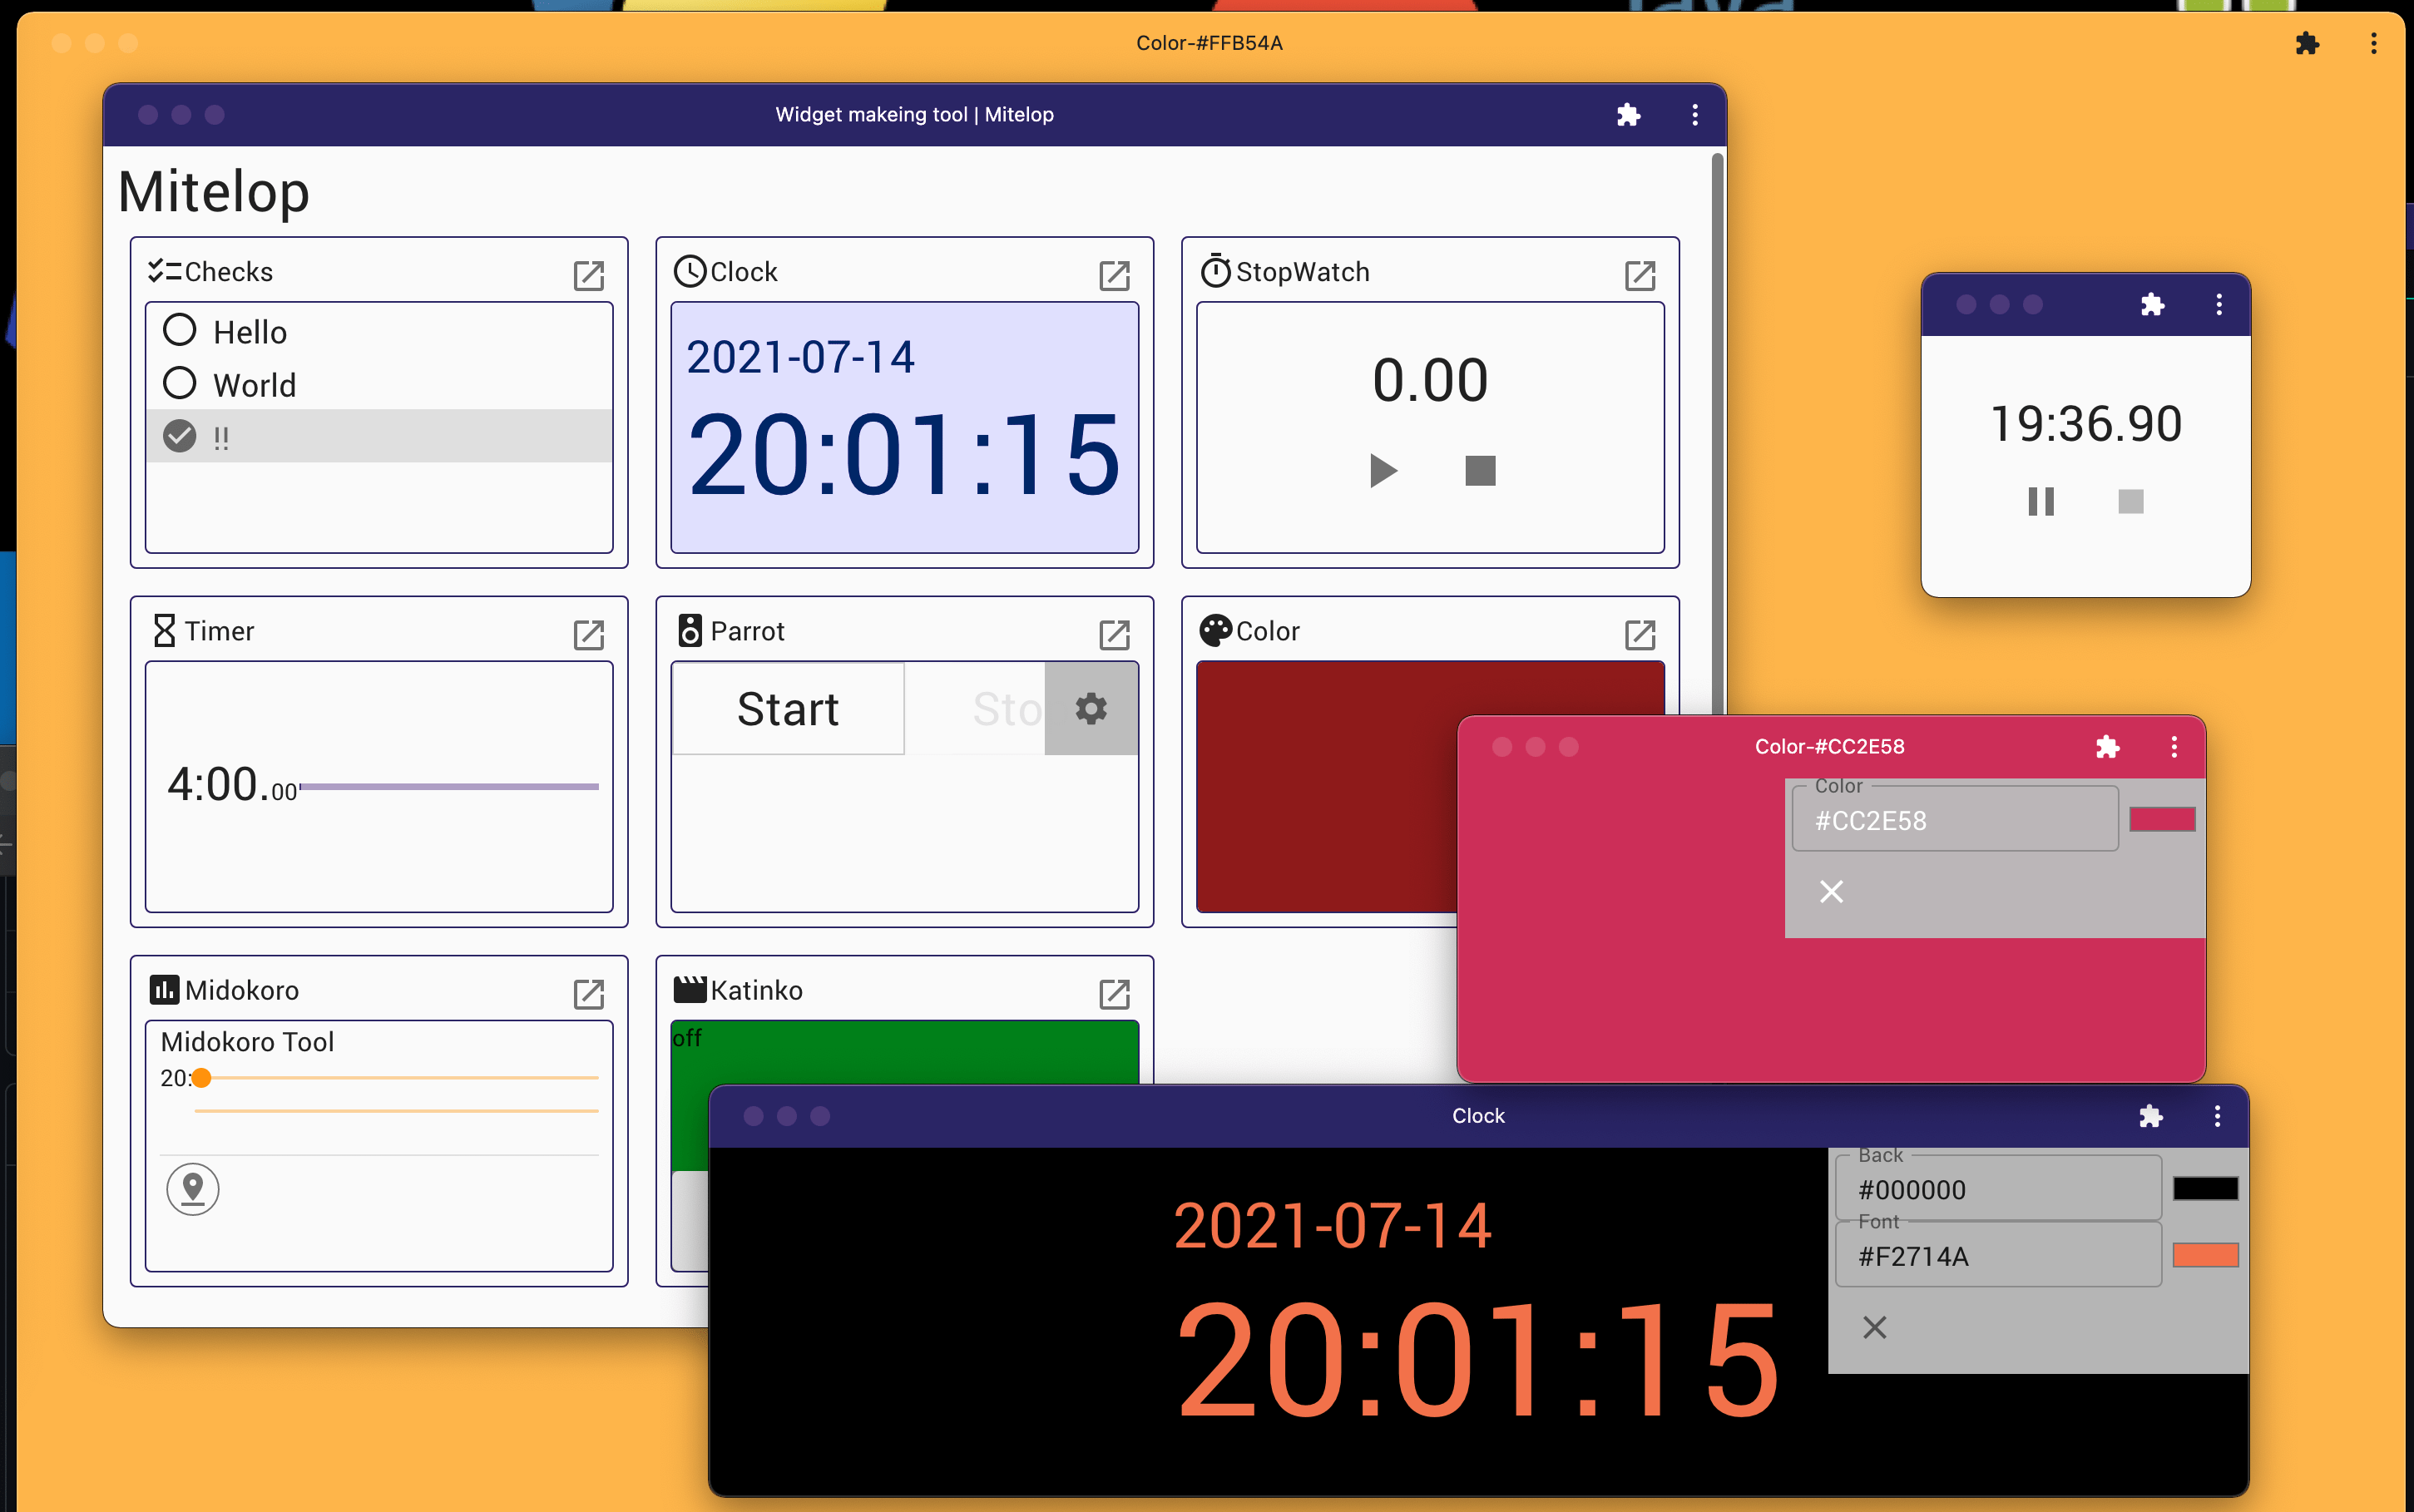 Java
Color-#FFB54A
Widget makeing tool | Mitelop
Mitelop
Checks
Hello
World
!!
Clock
2021-07-14
20:01:15
StopWatch
0.00
19:36.90
Timer
4:00.00
Parrot
Start
Sto
Color
Color-#CC2E58
Color
#CC2E58
Midokoro
Midokoro Tool
20:
Katinko
off
Clock
2021-07-14
20:01:15
Back
#000000
Font
#F2714A